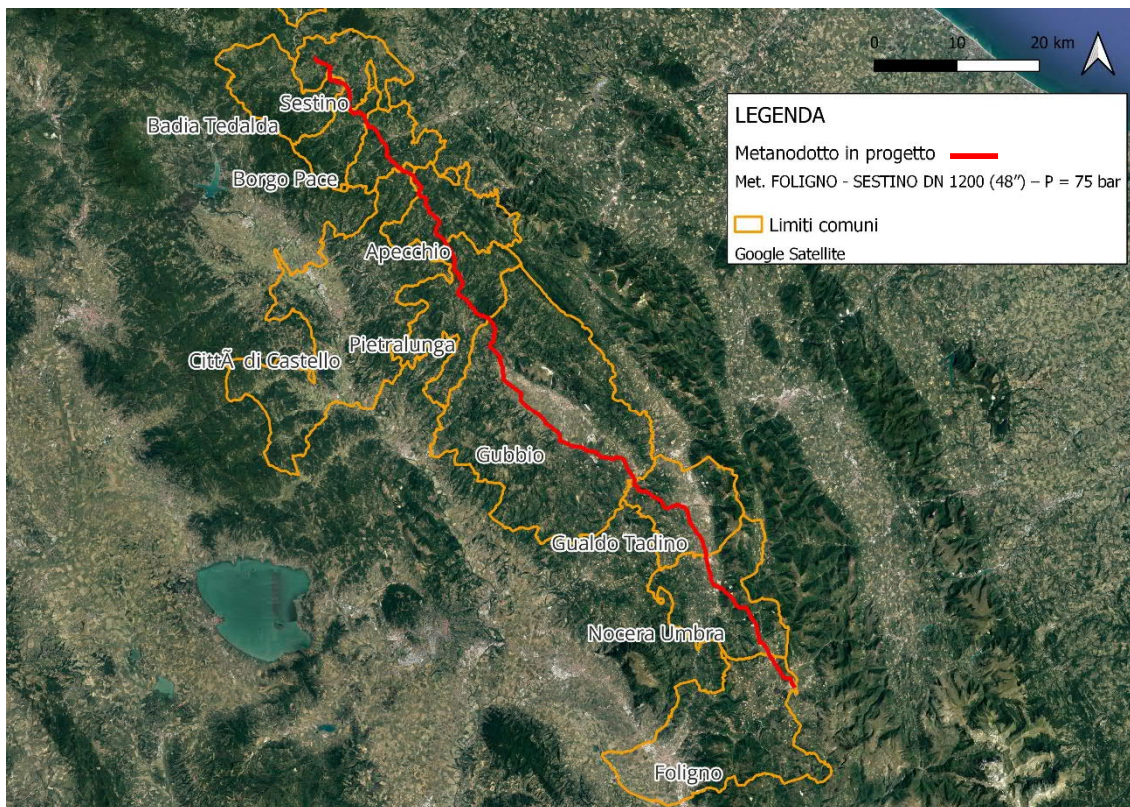 0 10 20 km
LEGENDA
Metanodotto in progetto
Met. FOLIGNO - SESTINO DN 1200 (48") – P = 75 bar
Limiti comuni
Google Satellite
Sestino
Badia Tedalda
Borgo Pace
Apecchio
Pietralunga
CittÃ di Castello
Gubbio
Gualdo Tadino
Nocera Umbra
Foligno